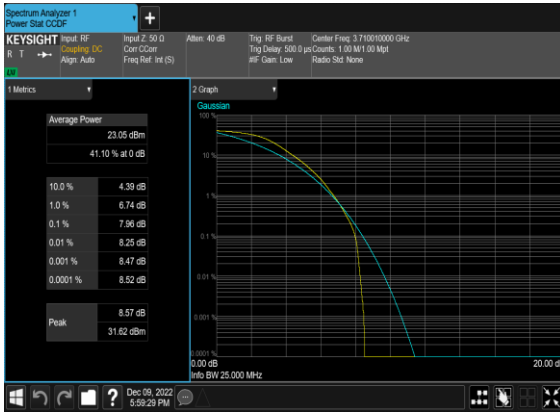 Spectrum Analyzer 1
Power Stat CCDF
+
KEYSIGHT
R T
Input: RF
Coupling: DC
Align: Auto
Input Z: 50 Ω
Corr CCorr
Freq Ref: Int (S)
Atten: 40 dB
Trig: RF Burst
Trig Delay: 500.0 µs
#IF Gain: Low
Center Freq: 3.710010000 GHz
Counts: 1.00 M/1.00 Mpt
Radio Std: None
1 Metrics
Average Power
23.05 dBm
41.10 % at 0 dB
10.0 % 4.39 dB
1.0 % 6.74 dB
0.1 % 7.96 dB
0.01 % 8.25 dB
0.001 % 8.47 dB
0.0001 % 8.52 dB
Peak
8.57 dB
31.62 dBm
2 Graph
Gaussian
100 %
10 %
1 %
0.1 %
0.01 %
0.001 %
0.0001 %
0.00 dB
20.00 d
Info BW 25.000 MHz
?
Dec 09, 2022
5:59:29 PM